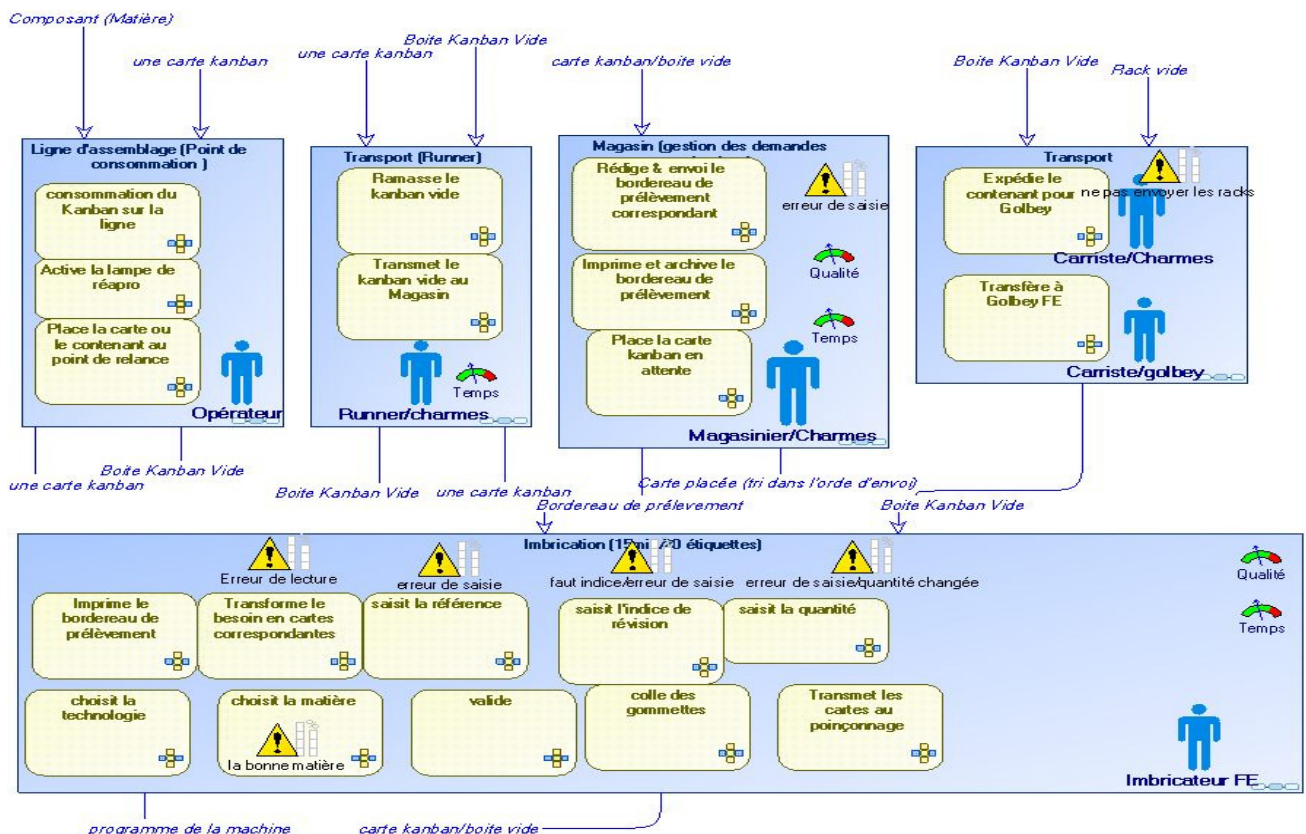 Composant (Matière)
une carte kanban
une carte kanban
Boite Kanban Vide
carte kanban/boite vide
Boite Kanban Vide
Rack vide
Ligne d'assemblage (Point de
consommation )
consommation du
Kanban sur la
ligne
Active la lampe de
réapro
Place la carte ou
le contenant au
point de relance
Opérateur
Transport (Runner)
Ramasse le
kanban vide
Transmet le
kanban vide au
Magasin
Temps
Runner/charmes
Magasin (gestion des demandes
Rédige & envoi le
bordereau de
prélèvement
correspondant
erreur de saisie
Imprime et archive le
bordereau de
prélèvement
Qualité
Temps
Place la carte
kanban en
attente
Magasinier/Charmes
Transport
Expédie le
contenant pour
Golbey
ne pas envoyer les racks
Carriste/Charmes
Transfère à
Golbey FE
Carriste/golbey
une carte kanban
Boite Kanban Vide
Boite Kanban Vide
une carte kanban
Bordereau de prélevement
Carte placée (tri dans l'orde d'envoi)
Boite Kanban Vide
Imbrication (15mi /20 étiquettes)
Erreur de lecture
erreur de saisie
faut indice/erreur de saisie
erreur de saisie/quantité changée
Qualité
Temps
Imprime le
bordereau de
prélèvement
Transforme le
besoin en cartes
correspondantes
saisit la référence
saisit l'indice de
révision
saisit la quantité
choisit la
technologie
choisit la matière
la bonne matière
valide
colle des
gommettes
Transmet les
cartes au
poinçonnage
Imbricateur FE
programme de la machine
carte kanban/boite vide